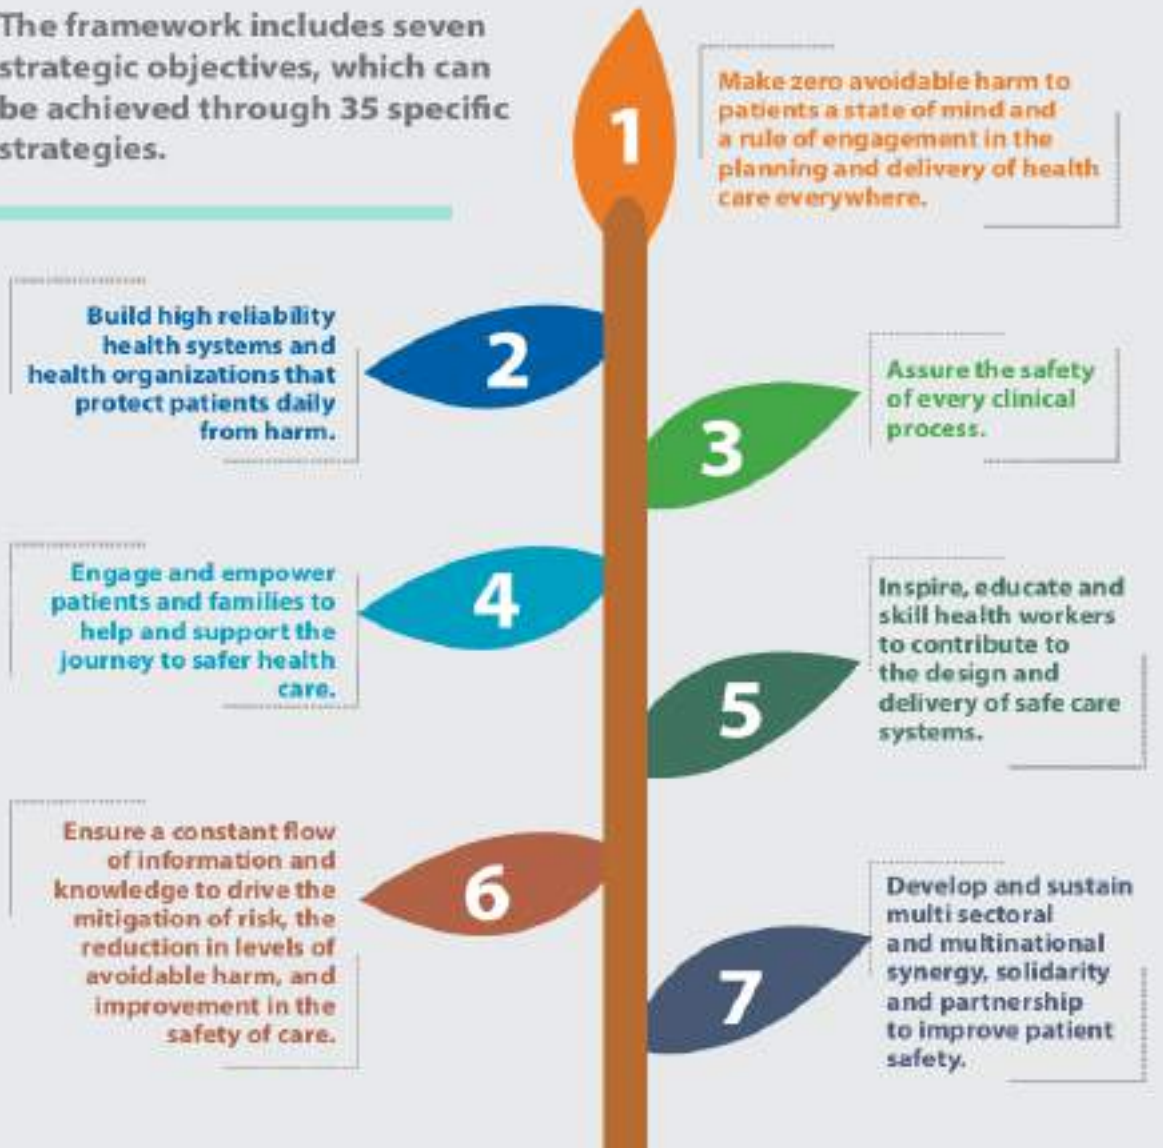 The framework includes seven
strategic objectives, which can
be achieved through 35 specific
strategies.
1
Make zero avoidable harm to
patients a state of mind and
a rule of engagement in the
planning and delivery of health
care everywhere.
2
Build high reliability
health systems and
health organizations that
protect patients daily
from harm.
3
Assure the safety
of every clinical
process.
4
Engage and empower
patients and families to
help and support the
journey to safer health
care.
5
Inspire, educate and
skill health workers
to contribute to
the design and
delivery of safe care
systems.
6
Ensure a constant flow
of information and
knowledge to drive the
mitigation of risk, the
reduction in levels of
avoidable harm, and
improvement in the
safety of care.
7
Develop and sustain
multi sectoral
and multinational
synergy, solidarity
and partnership
to improve patient
safety.